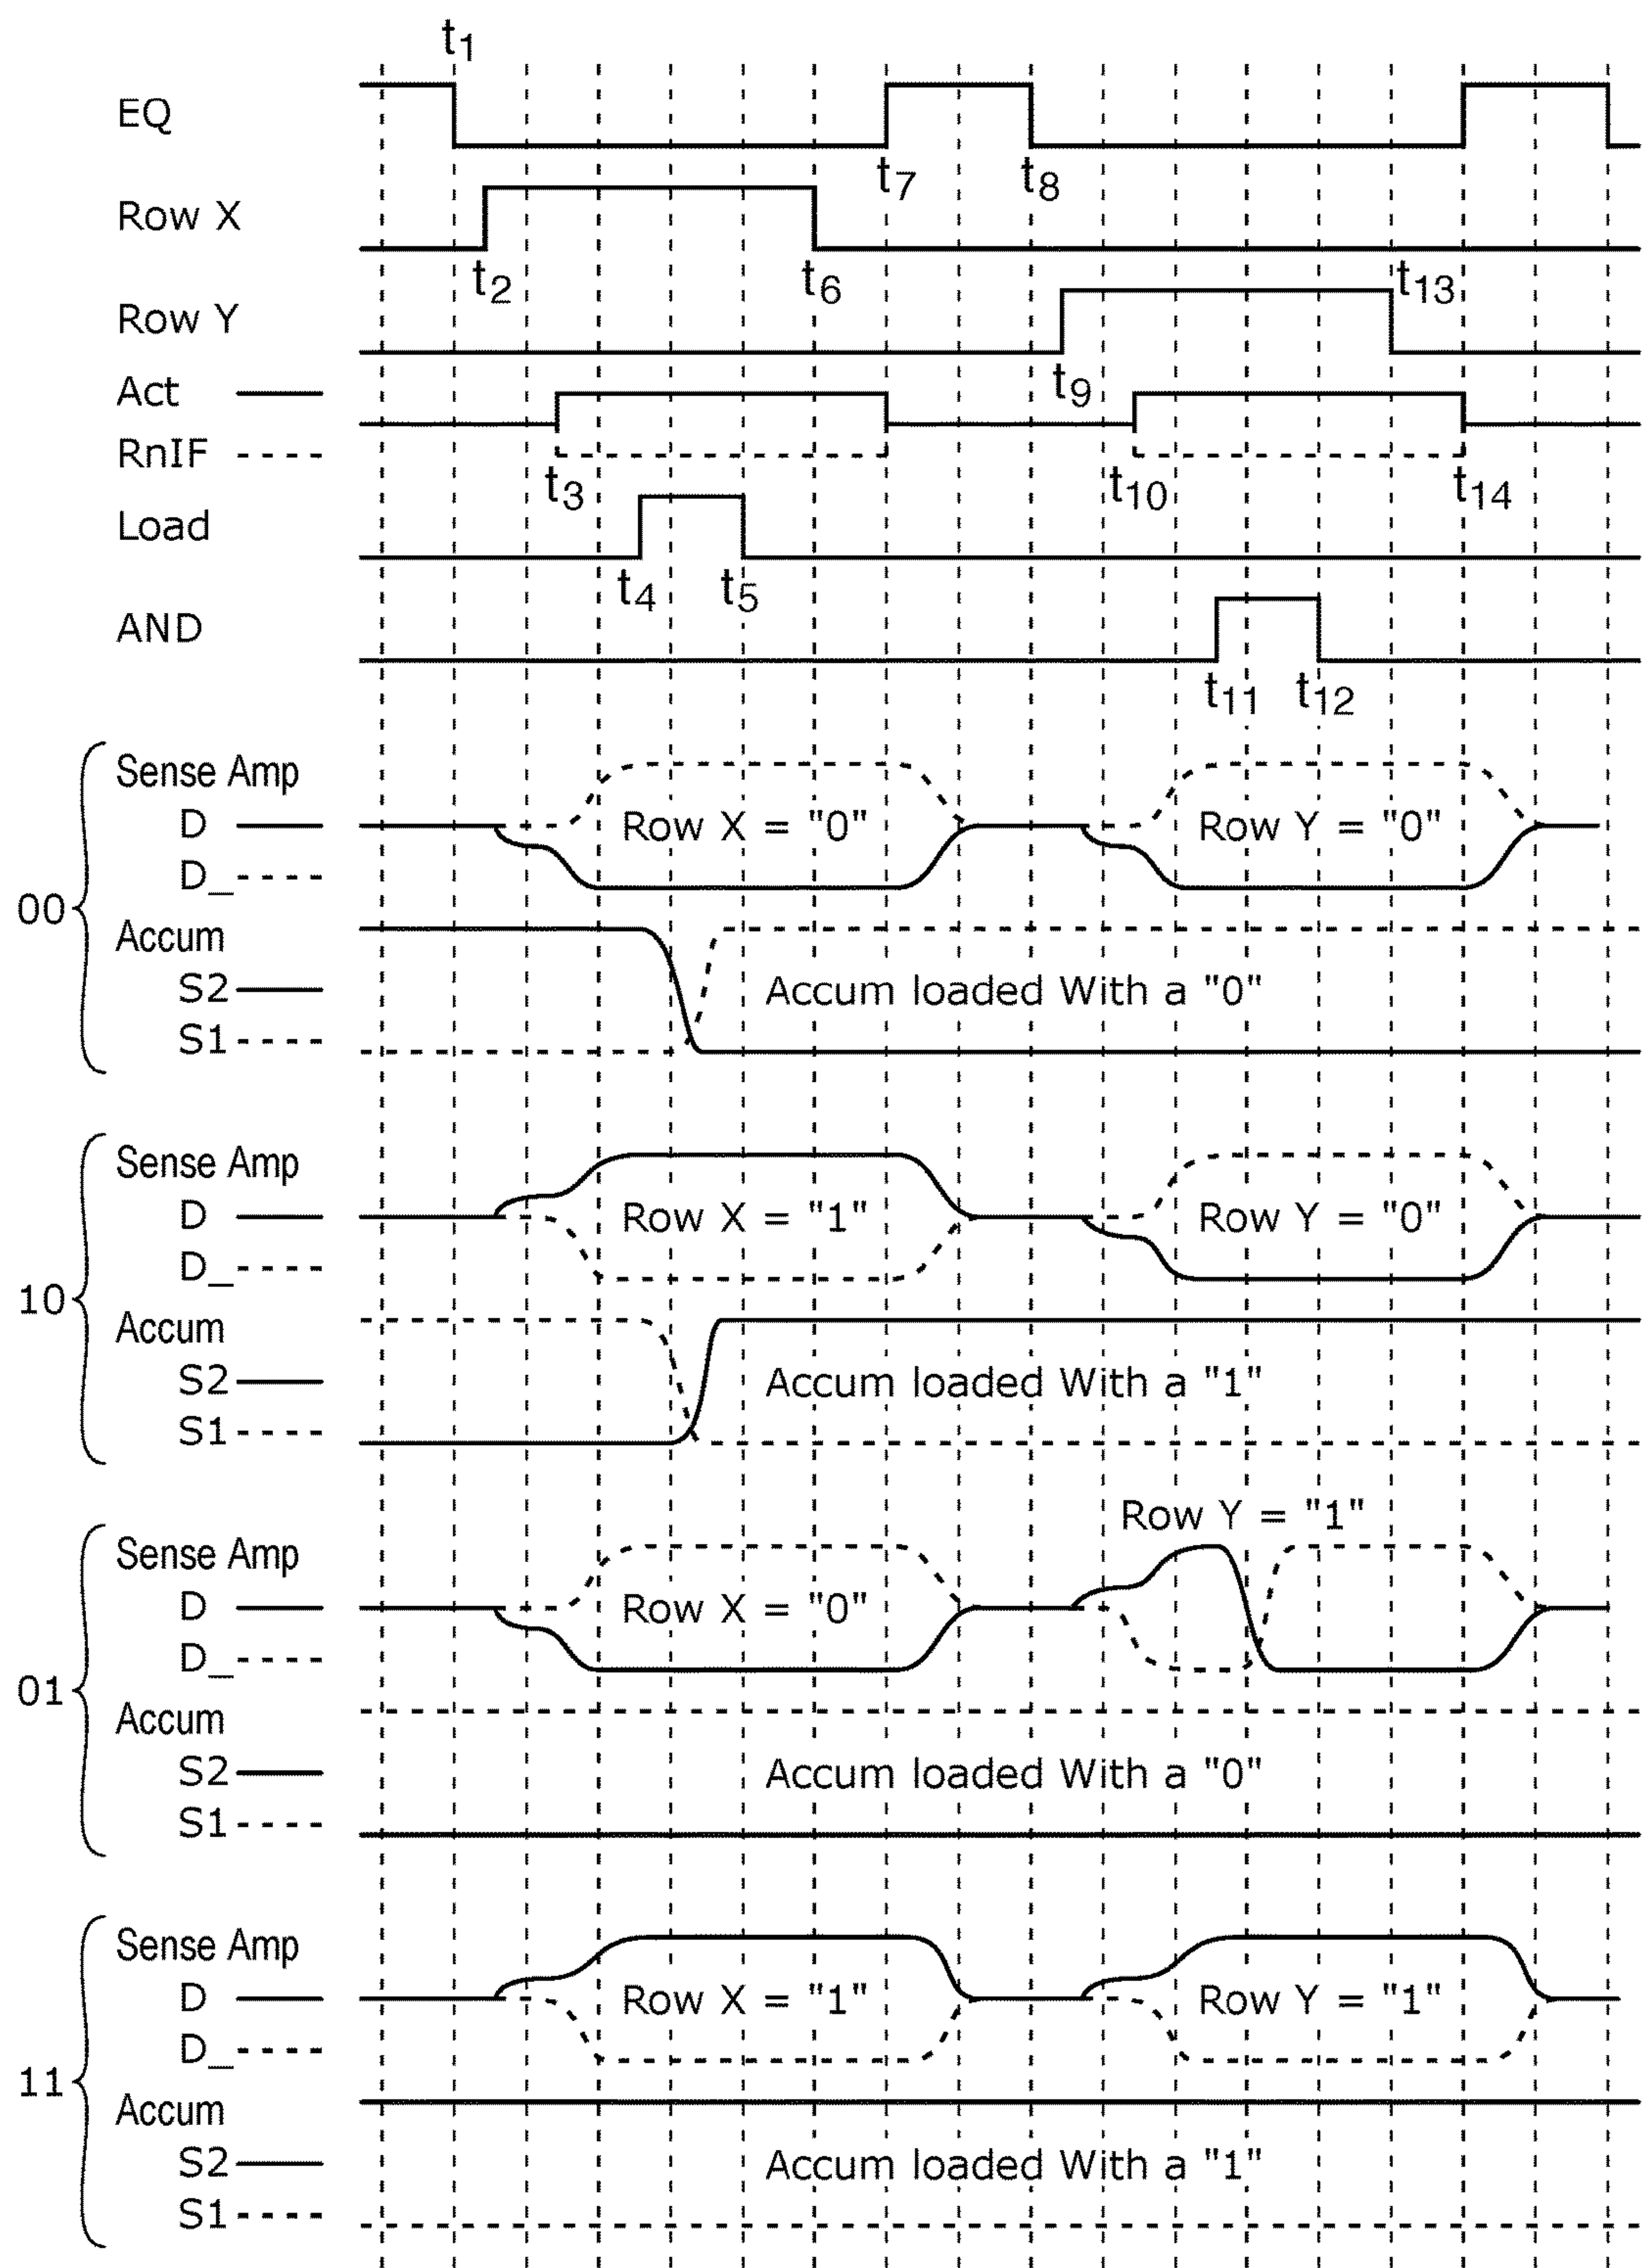 t1
EQ
t7 t8
Row X
t2 t6 t13
Row Y
Act t9
RnIF
t3 t10 t14
Load
t4 t5
AND
t11 t12
Sense Amp
D Row X = "0" Row Y = "0"
D_
00
Accum
S2 Accum loaded With a "0"
S1
Sense Amp
D Row X = "1" Row Y = "0"
D_
10
Accum
S2 Accum loaded With a "1"
S1
Row Y = "1"
Sense Amp
D Row X = "0"
D_
01
Accum
S2 Accum loaded With a "0"
S1
Sense Amp
D Row X = "1" Row Y = "1"
D_
11
Accum
S2 Accum loaded With a "1"
S1